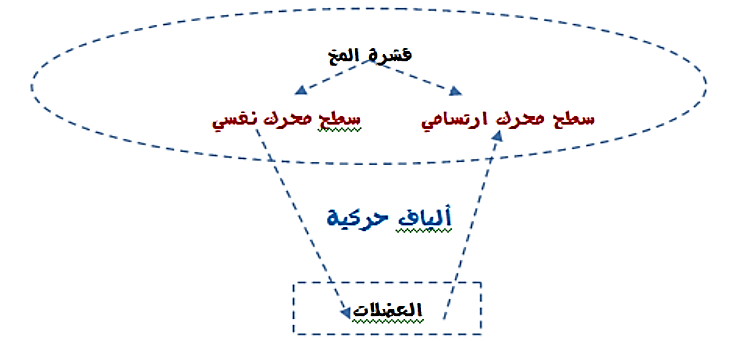 قشرة المخ
سطح محرك ارتسامي
سطح محرك نفسي
ألياف حركية
العضلات